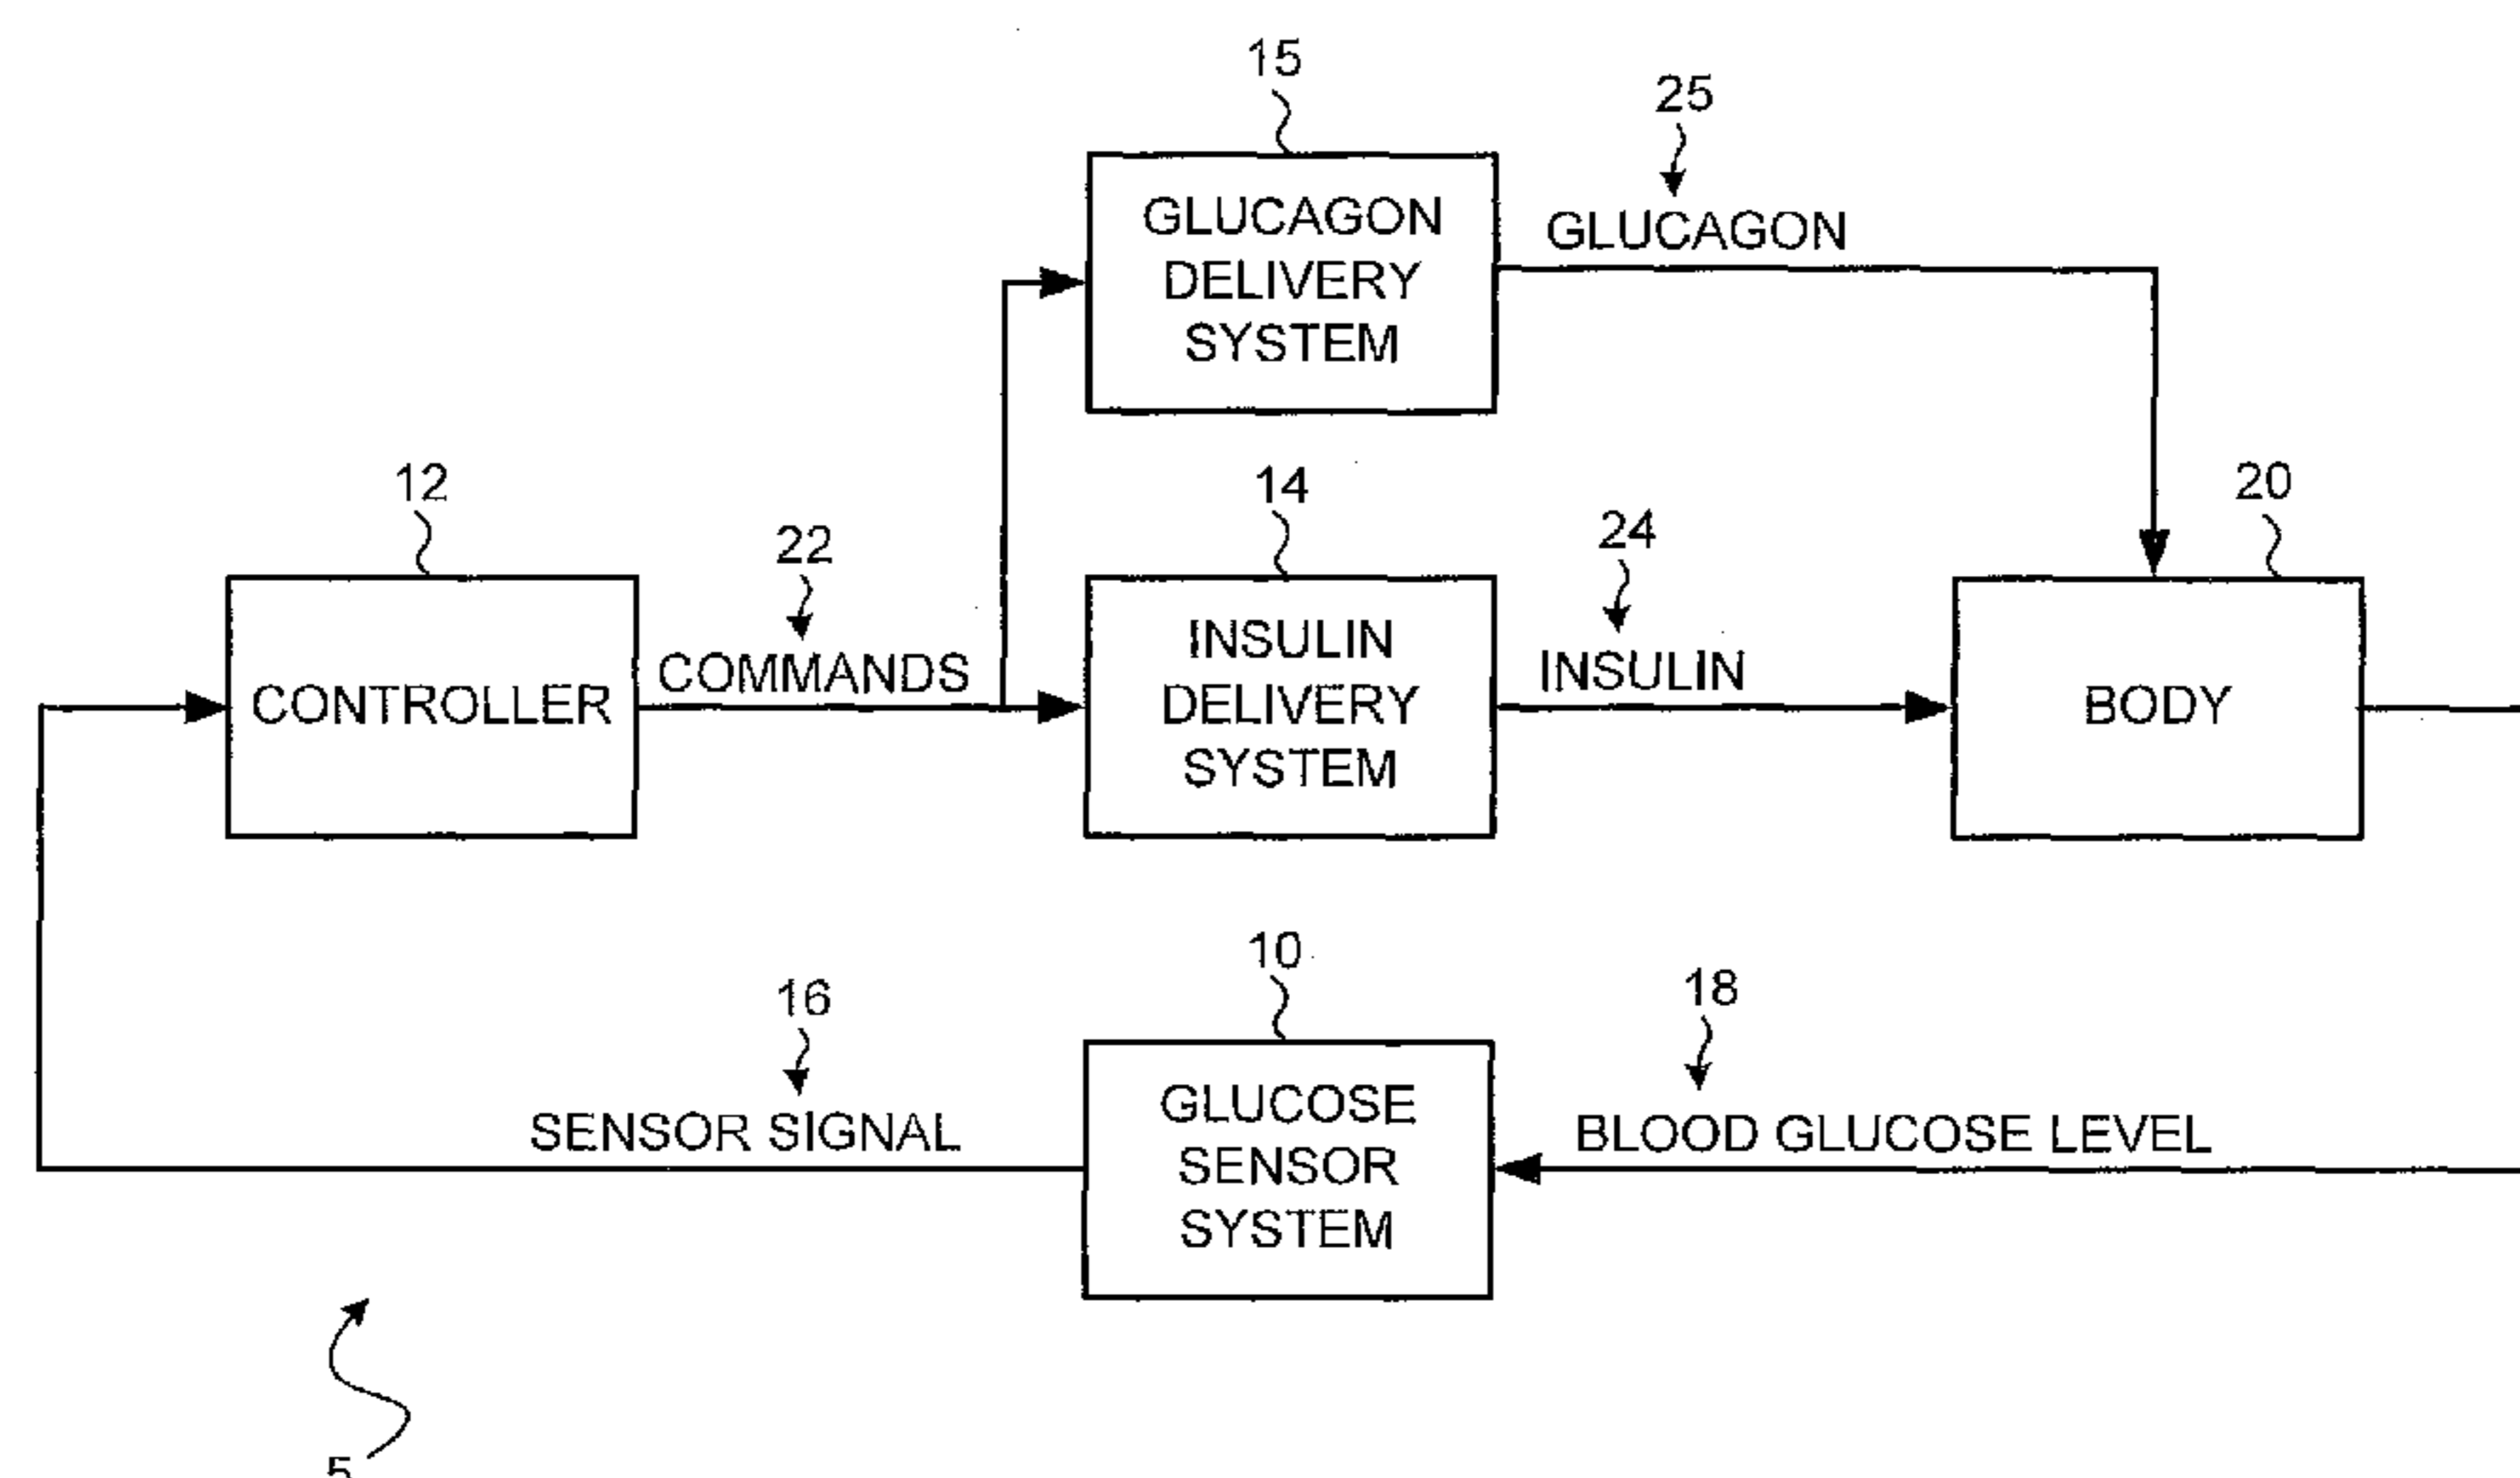 15
25
GLUCAGON
DELIVERY
SYSTEM
GLUCAGON
12
22
14
24
20
CONTROLLER
COMMANDS
INSULIN
DELIVERY
SYSTEM
INSULIN
BODY
16
10
18
SENSOR SIGNAL
GLUCOSE
SENSOR
SYSTEM
BLOOD GLUCOSE LEVEL
5